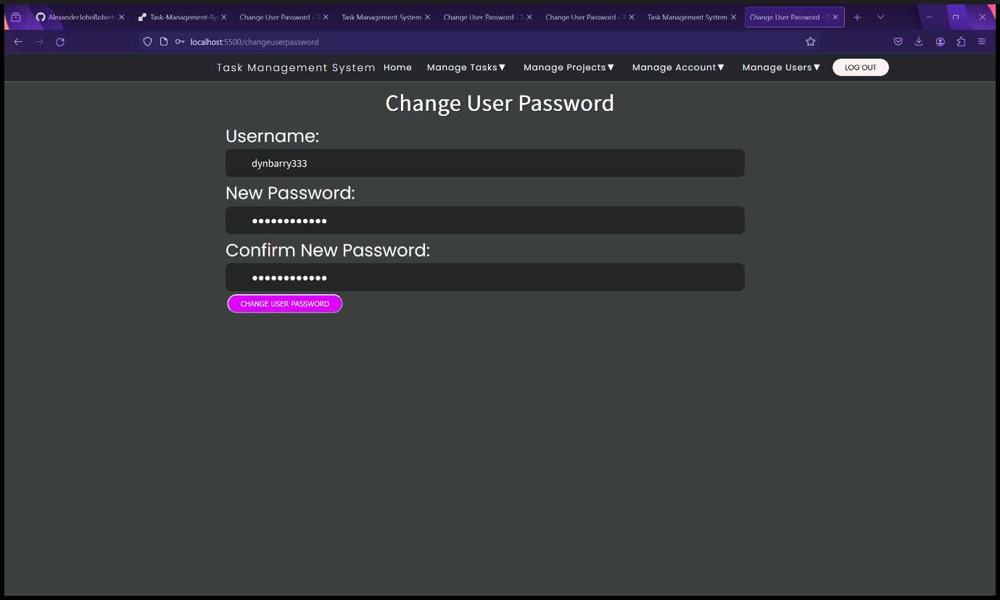 AlexanderJohnRobert
Task-Management-Sy
Change User Password - T
Task Management System
Change User Password - T
Change User Password - T
Task Management System
Change User Password - T
localhost:5500/changeuserpassword
Task Management System Home Manage Tasks▼ Manage Projects▼ Manage Account▼ Manage Users▼ LOG OUT
Change User Password
Username:
dynbarry333
New Password:
●●●●●●●●●●●●
Confirm New Password:
●●●●●●●●●●●●
CHANGE USER PASSWORD